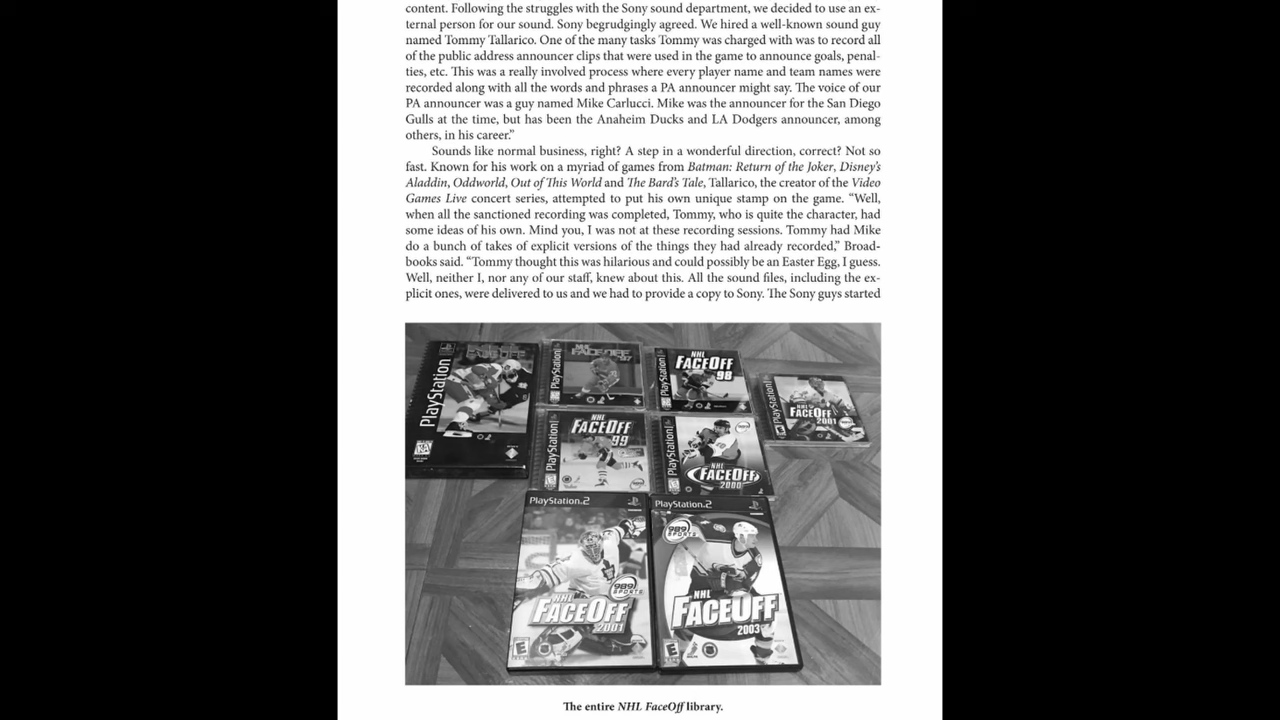 content. Following the struggles with the Sony sound department, we decided to use an ex-
ternal person for our sound. Sony begrudgingly agreed. We hired a well-known sound guy
named Tommy Tallarico. One of the many tasks Tommy was charged with was to record all
of the public address announcer clips that were used in the game to announce goals, penal-
ties, etc. This was a really involved process where every player name and team names were
recorded along with all the words and phrases a PA announcer might say. The voice of our
PA announcer was a guy named Mike Carlucci. Mike was the announcer for the San Diego
Gulls at the time, but has been the Anaheim Ducks and LA Dodgers announcer, among
others, in his career.”
Sounds like normal business, right? A step in a wonderful direction, correct? Not so
fast. Known for his work on a myriad of games from Batman: Return of the Joker, Disney’s
Aladdin, Oddworld, Out of This World and The Bard’s Tale, Tallarico, the creator of the Video
Games Live concert series, attempted to put his own unique stamp on the game. “Well,
when all the sanctioned recording was completed, Tommy, who is quite the character, had
some ideas of his own. Mind you, I was not at these recording sessions. Tommy had Mike
do a bunch of takes of explicit versions of the things they had already recorded,” Broad-
books said. “Tommy thought this was hilarious and could possibly be an Easter Egg, I guess.
Well, neither I, nor any of our staff, knew about this. All the sound files, including the ex-
plicit ones, were delivered to us and we had to provide a copy to Sony. The Sony guys started
PlayStation
NHL
FACEOFF
97
PlayStation
NHL
FACEOFF
98
PlayStation
NHL
FACEOFF
99
PlayStation
NHL
FACEOFF
2000
PlayStation
NHL
FACEOFF
2001
PlayStation.2
989
SPORTS
NHL
FACEOFF
2001
E
PlayStation.2
989
SPORTS
NHL
FACEOFF
2003
E
The entire NHL FaceOff library.